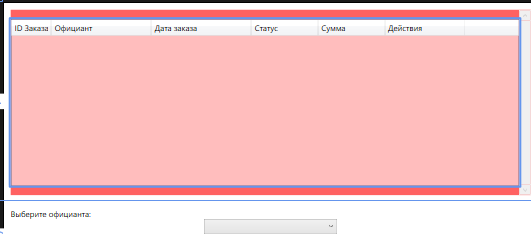 ID Заказа Официант Дата заказа Статус Сумма Действия
Выберите официанта: